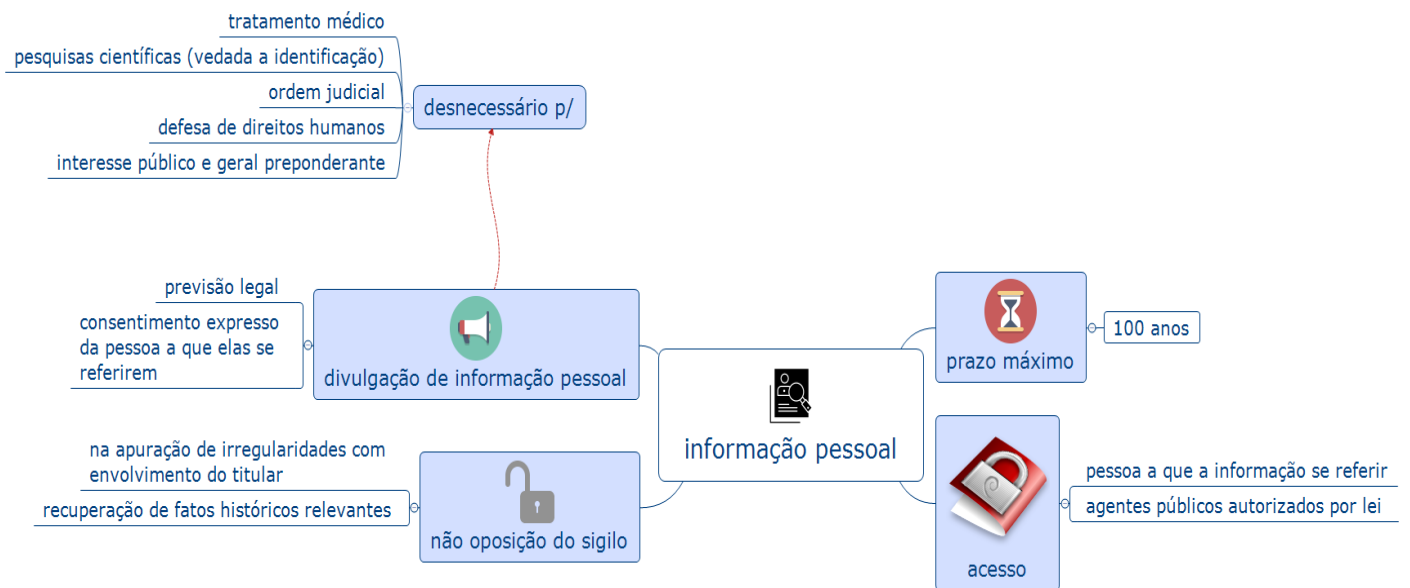 tratamento médico
pesquisas científicas (vedada a identificação)
ordem judicial
defesa de direitos humanos
interesse público e geral preponderante
desnecessário p/
previsão legal
consentimento expresso
da pessoa a que elas se
referirem
divulgação de informação pessoal
na apuração de irregularidades com
envolvimento do titular
recuperação de fatos históricos relevantes
não oposição do sigilo
informação pessoal
prazo máximo
100 anos
acesso
pessoa a que a informação se referir
agentes públicos autorizados por lei